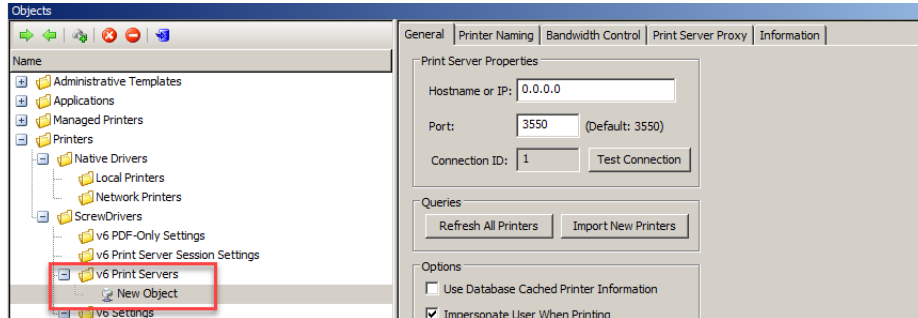 Objects
Name
Administrative Templates
Applications
Managed Printers
Printers
Native Drivers
Local Printers
Network Printers
ScrewDrivers
v6 PDF-Only Settings
v6 Print Server Session Settings
v6 Print Servers
New Object
v6 Settings
General Printer Naming Bandwidth Control Print Server Proxy Information
Print Server Properties
Hostname or IP: 0.0.0.0
Port: 3550 (Default: 3550)
Connection ID: 1 Test Connection
Queries
Refresh All Printers Import New Printers
Options
Use Database Cached Printer Information
Impersonate User When Printing